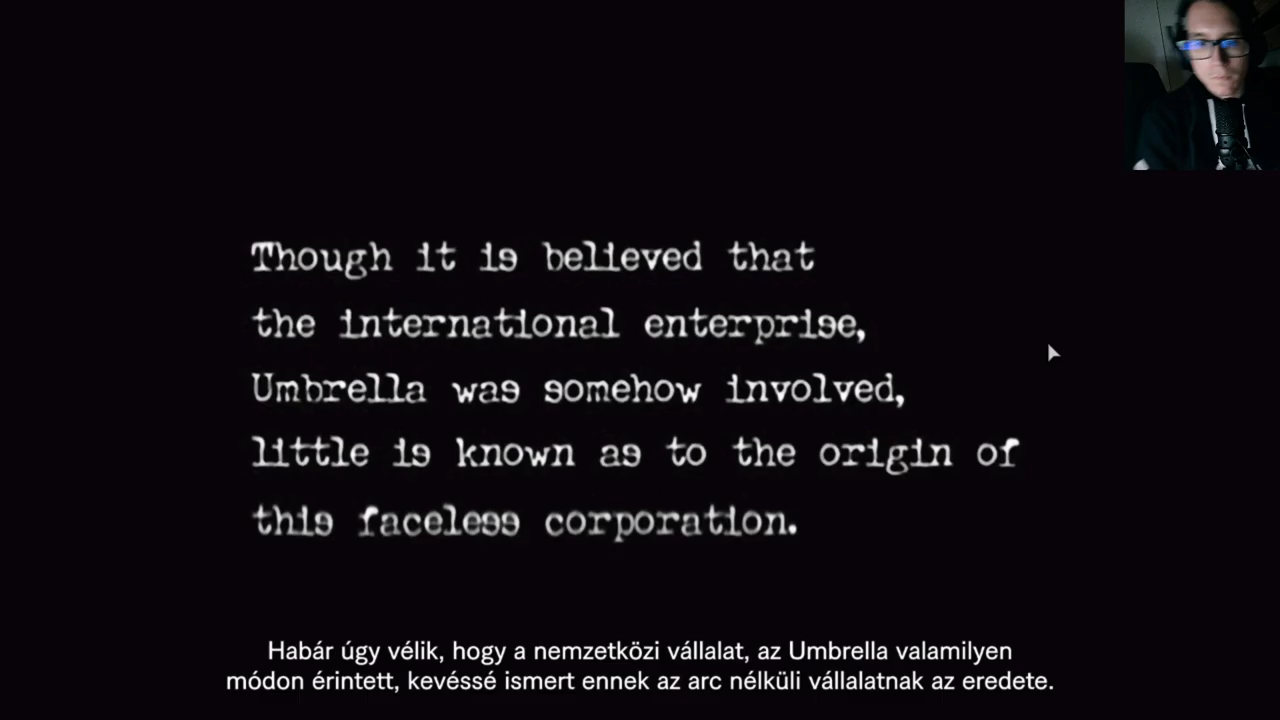 Though it is believed that
the international enterprise,
Umbrella was somehow involved,
little is known as to the origin of
this faceless corporation.
Habár úgy vélik, hogy a nemzetközi vállalat, az Umbrella valamilyen
módon érintett, kevéssé ismert ennek az arc nélküli vállalatnak az eredete.